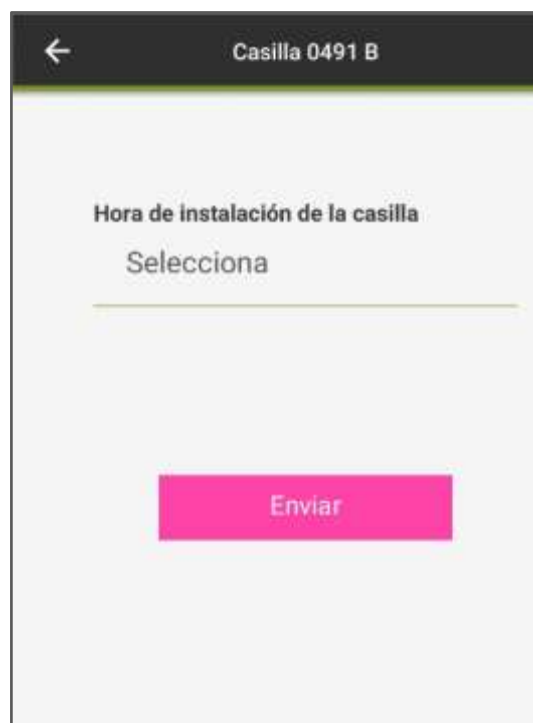 Casilla 0491 B
Hora de instalación de la casilla
Selecciona
Enviar